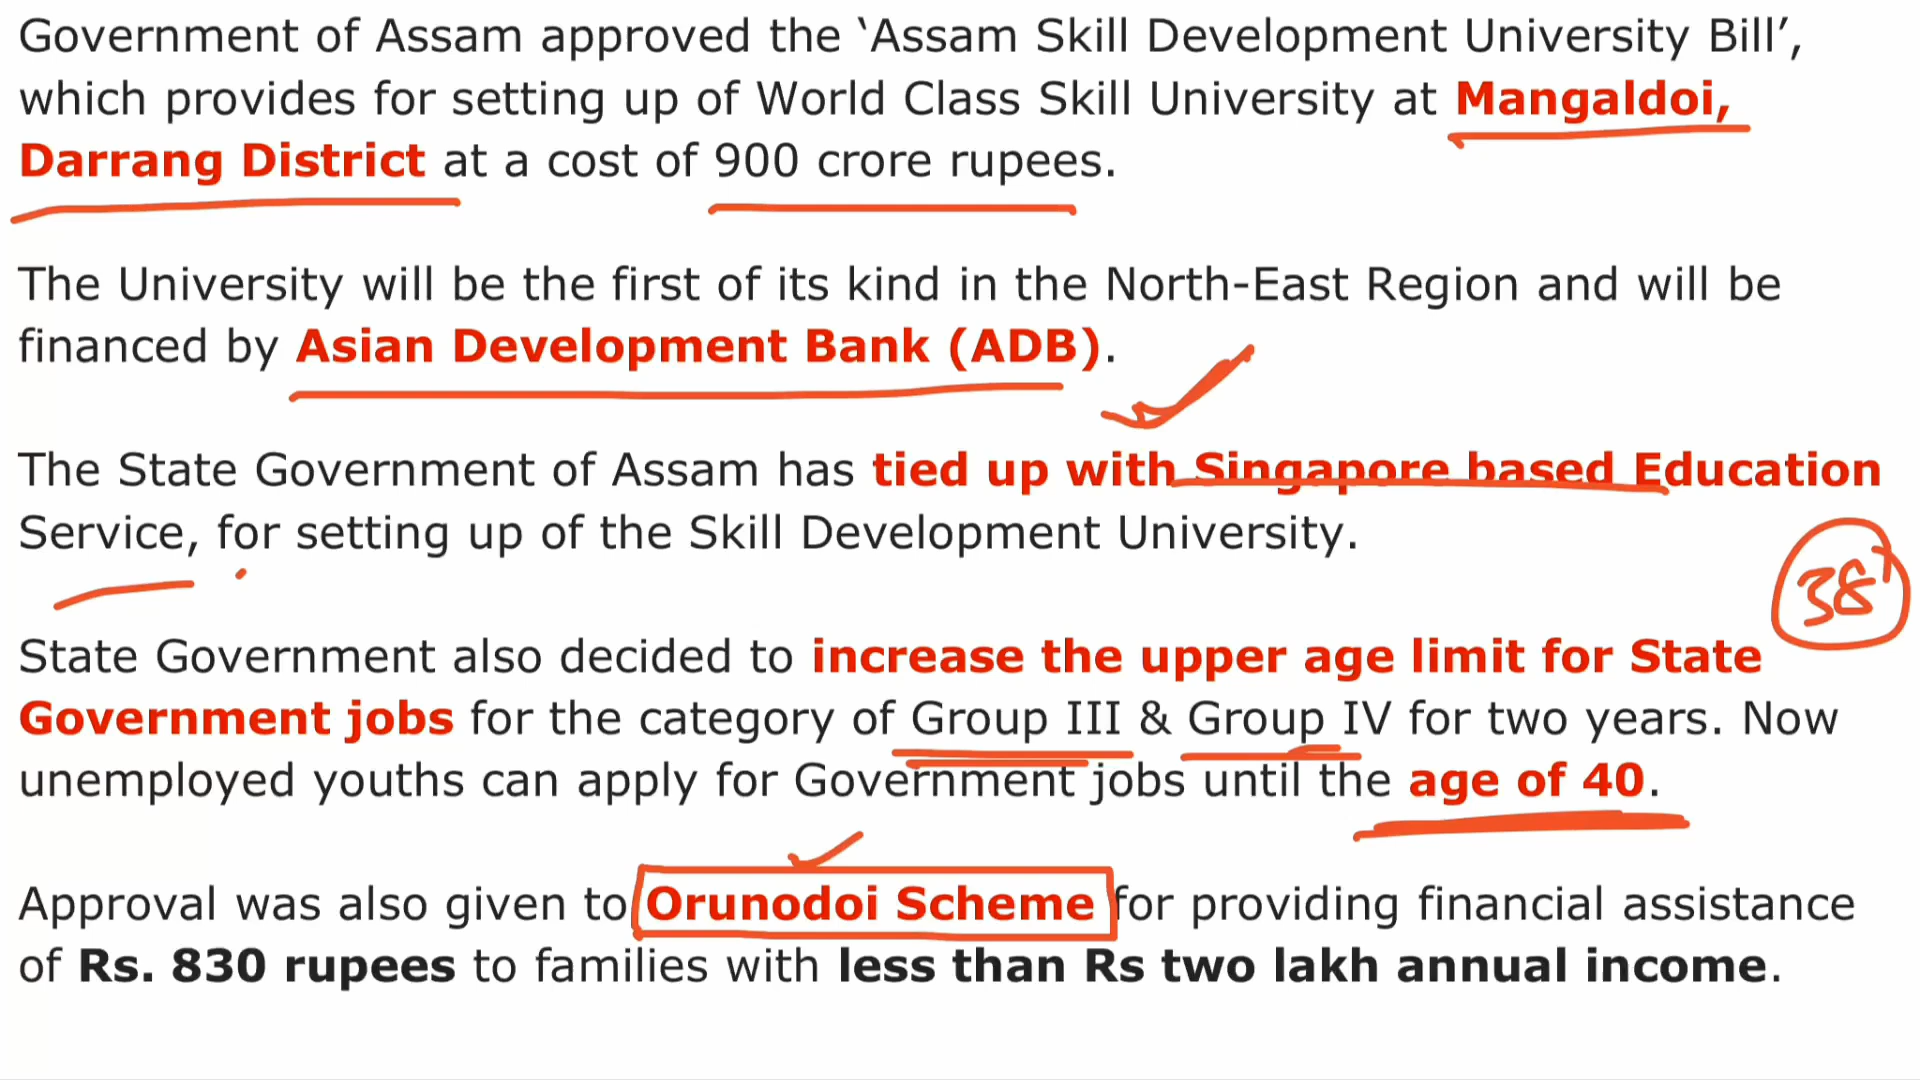 Government of Assam approved the ‘Assam Skill Development University Bill’,
which provides for setting up of World Class Skill University at Mangaldoi,
Darrang District at a cost of 900 crore rupees.
The University will be the first of its kind in the North-East Region and will be
financed by Asian Development Bank (ADB).
The State Government of Assam has tied up with Singapore based Education
Service, for setting up of the Skill Development University.
38
State Government also decided to increase the upper age limit for State
Government jobs for the category of Group III & Group IV for two years. Now
unemployed youths can apply for Government jobs until the age of 40.
Approval was also given to Orunodoi Scheme for providing financial assistance
of Rs. 830 rupees to families with less than Rs two lakh annual income.